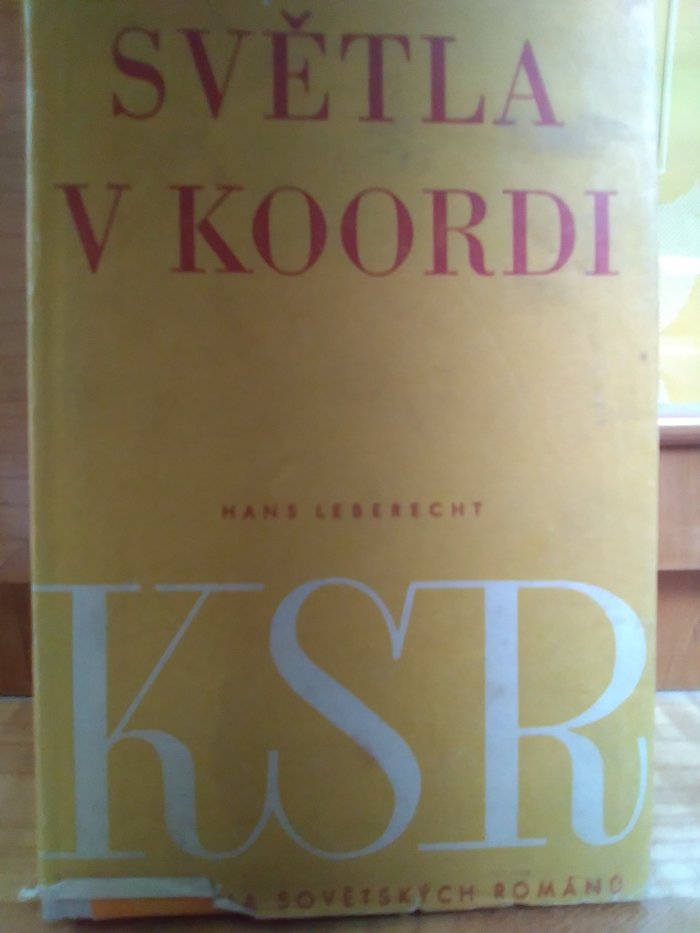 SVĚTLA
V KOORDI
HANS LEBERECHT
KSR
SOVĚTSKÝCH ROMÁNŮ